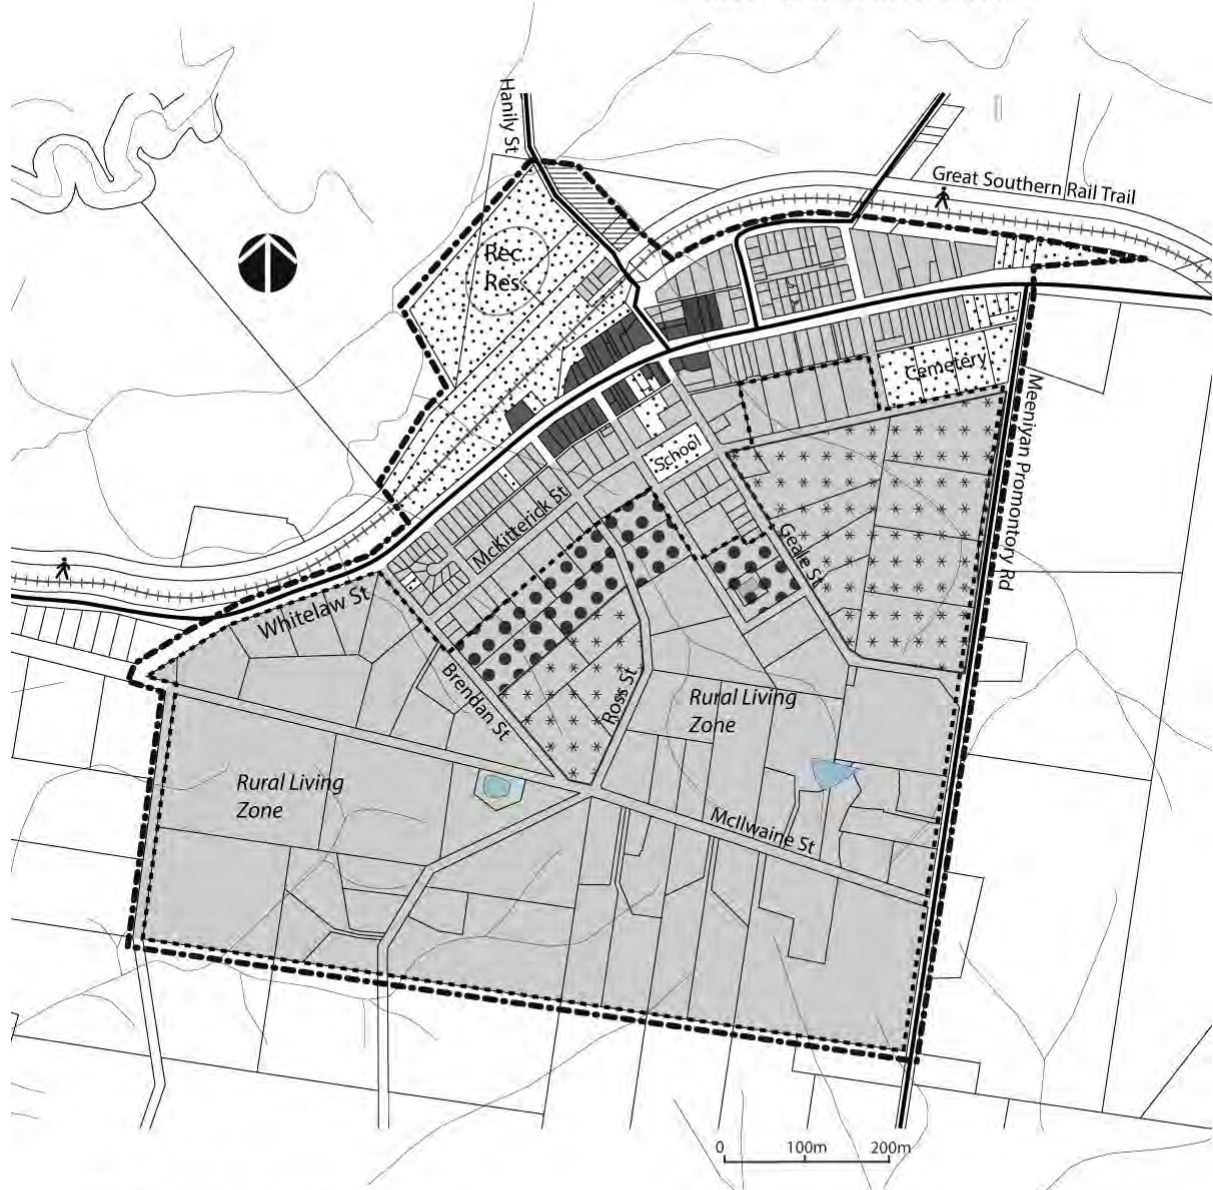 Hanily St
Great Southern Rail Trail
Rec.
Res.
Cemetery
Meeniyan Promontory Rd
School
McKitterick St
Geale St
Whitelaw St
Brendan St
Ross St
Rural Living
Zone
Rural Living
Zone
McIlwaine St
0 100m 200m